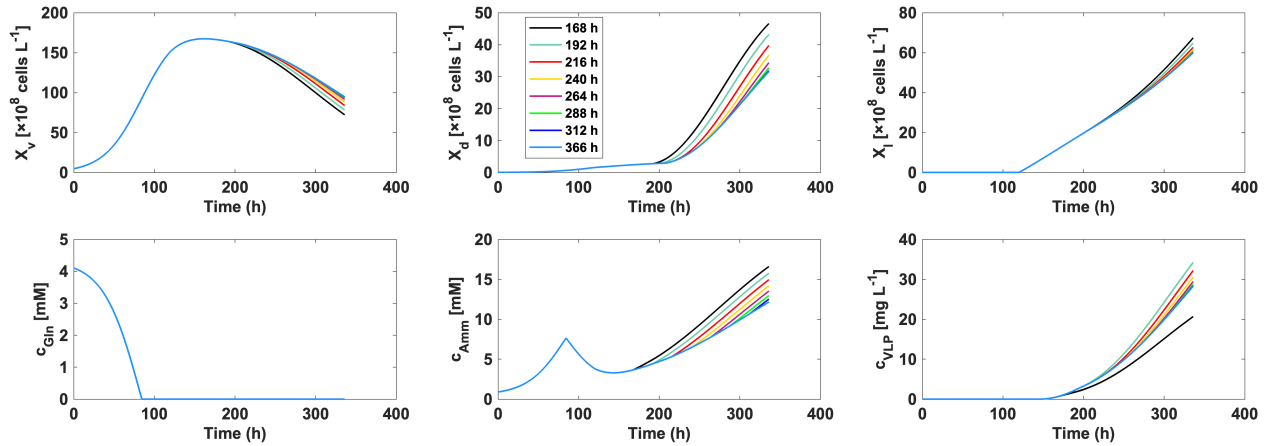 200
150
100
50
0
X_v [×10^8 cells L^-1]
0 100 200 300 400
Time (h)
50
40
30
20
10
0
X_d [×10^8 cells L^-1]
168 h
192 h
216 h
240 h
264 h
288 h
312 h
366 h
0 100 200 300 400
Time (h)
80
60
40
20
0
X_l [×10^8 cells L^-1]
0 100 200 300 400
Time (h)
5
4
3
2
1
0
c_Gln [mM]
0 100 200 300 400
Time (h)
20
15
10
5
0
c_Amm [mM]
0 100 200 300 400
Time (h)
40
30
20
10
0
c_VLP [mg L^-1]
0 100 200 300 400
Time (h)